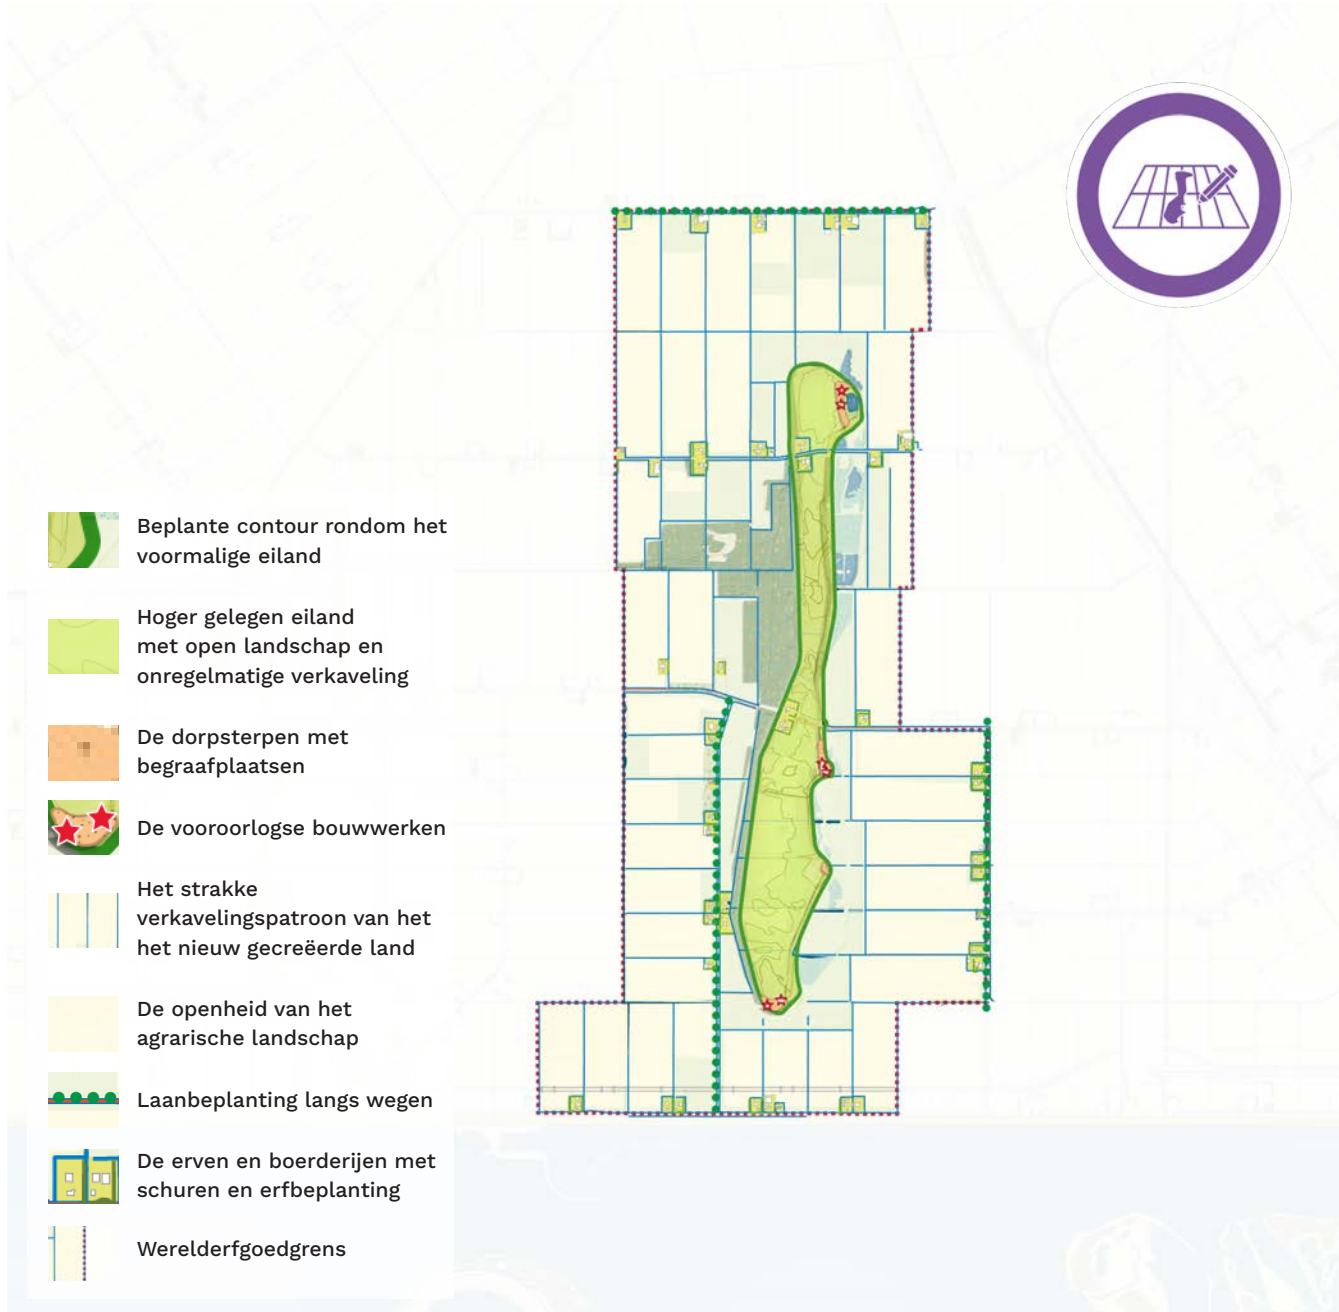 Beplante contour rondom het
voormalige eiland
Hoger gelegen eiland
met open landschap en
onregelmatige verkaveling
De dorpsterpen met
begraafplaatsen
De vooroorlogse bouwwerken
Het strakke
verkavelingspatroon van het
het nieuw gecreëerde land
De openheid van het
agrarische landschap
Laanbeplanting langs wegen
De erven en boerderijen met
schuren en erfbeplanting
Werelderfgoedgrens